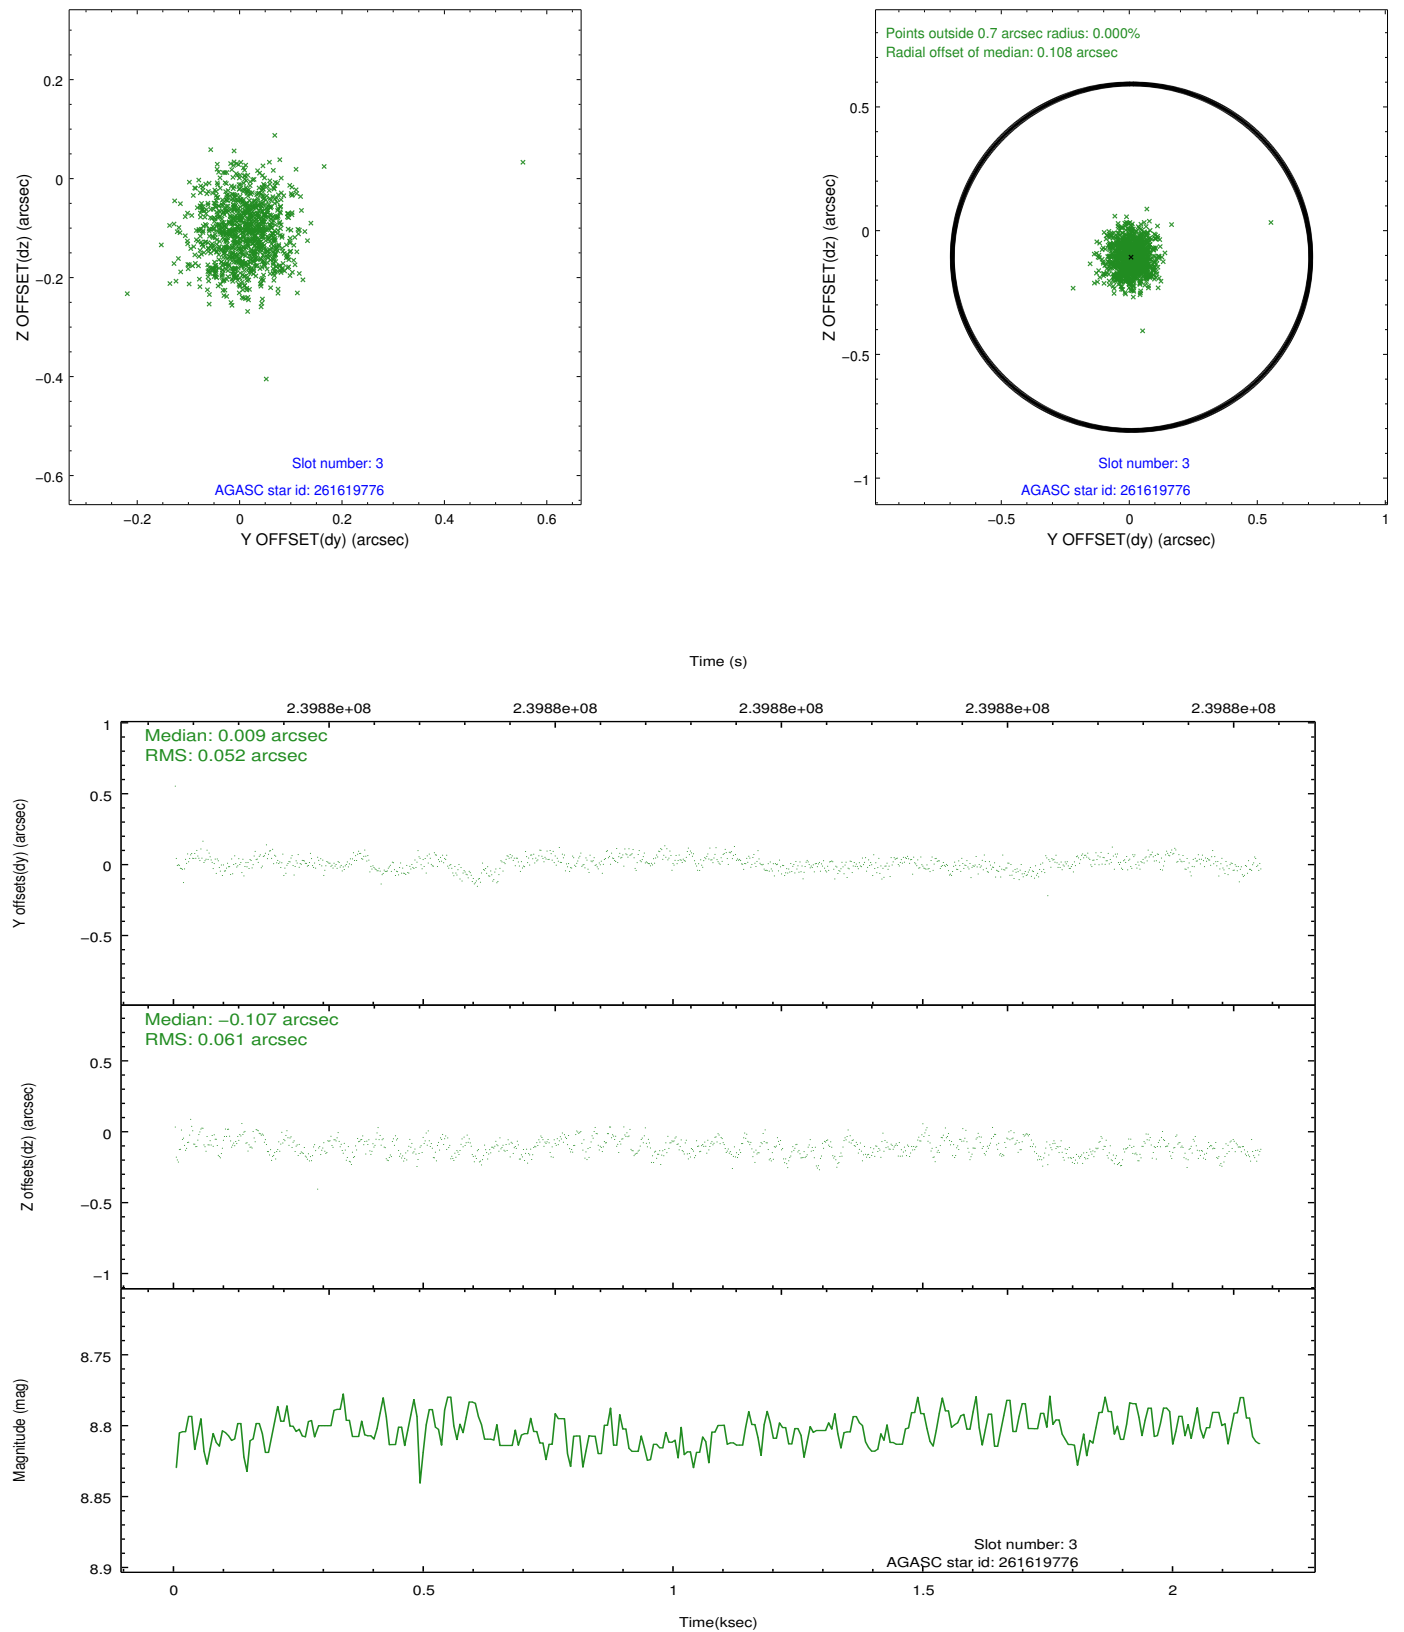 0.2
0
−0.2
−0.4
−0.6
Z OFFSET(dz) (arcsec)
Slot number: 3
AGASC star id: 261619776
−0.2
0
0.2
0.4
0.6
Y OFFSET(dy) (arcsec)
Points outside 0.7 arcsec radius: 0.000%
Radial offset of median: 0.108 arcsec
0.5
0
−0.5
−1
Z OFFSET(dz) (arcsec)
Slot number: 3
AGASC star id: 261619776
−0.5
0
0.5
1
Y OFFSET(dy) (arcsec)
Time (s)
2.3988e+08
2.3988e+08
2.3988e+08
2.3988e+08
2.3988e+08
Median: 0.009 arcsec
RMS: 0.052 arcsec
1
0.5
0
−0.5
Y offsets(dy) (arcsec)
Median: −0.107 arcsec
RMS: 0.061 arcsec
0.5
0
−0.5
−1
Z offsets(dz) (arcsec)
8.75
8.8
8.85
8.9
Magnitude (mag)
Slot number: 3
AGASC star id: 261619776
0
0.5
1
1.5
2
Time(ksec)